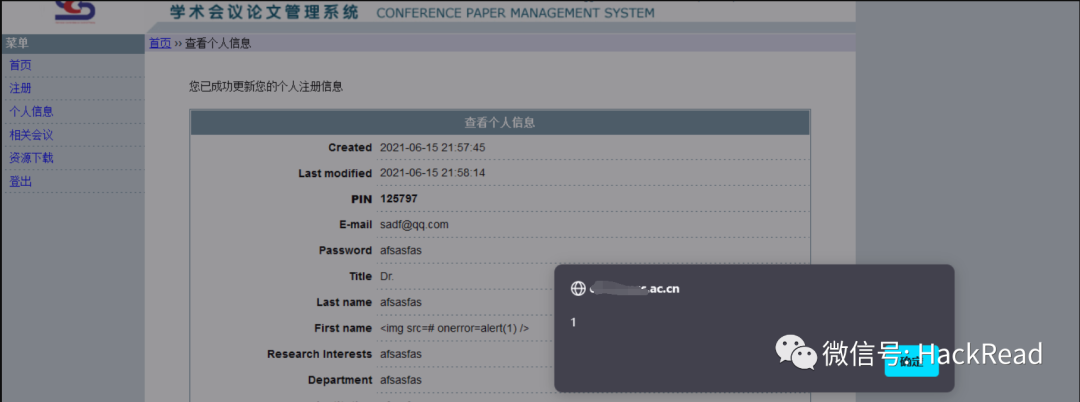 学术会议论文管理系统 CONFERENCE PAPER MANAGEMENT SYSTEM
菜单
首页 ›› 查看个人信息
首页
注册
个人信息
相关会议
资源下载
登出
您已成功更新您的个人注册信息
查看个人信息
Created 2021-06-15 21:57:45
Last modified 2021-06-15 21:58:14
PIN 125797
E-mail sadf@qq.com
Password afsasfas
Title Dr.
Last name afsasfas
First name <img src=# onerror=alert(1) />
Research Interests afsasfas
Department afsasfas
.ac.cn
1
确定
微信号: HackRead